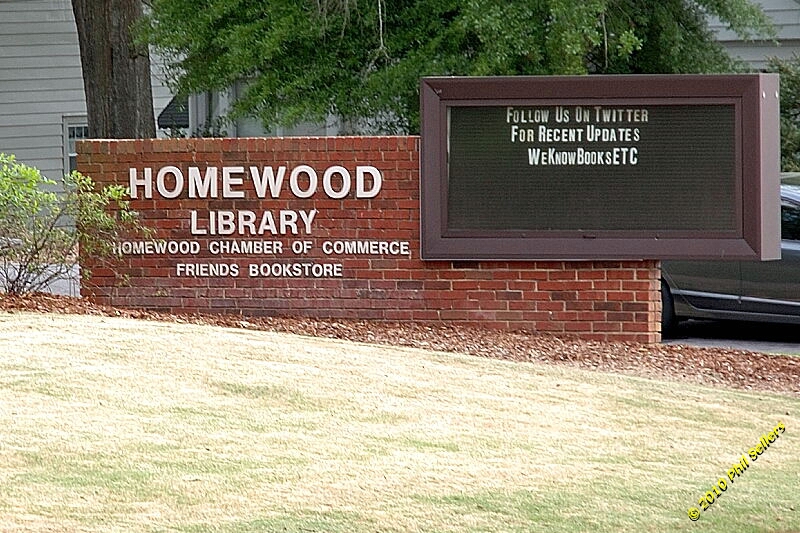 HOMEWOOD
LIBRARY
HOMEWOOD CHAMBER OF COMMERCE
FRIENDS BOOKSTORE
FOLLOW US ON TWITTER
FOR RECENT UPDATES
WEKNOWBOOKSETC
© 2010 Phil Sellers